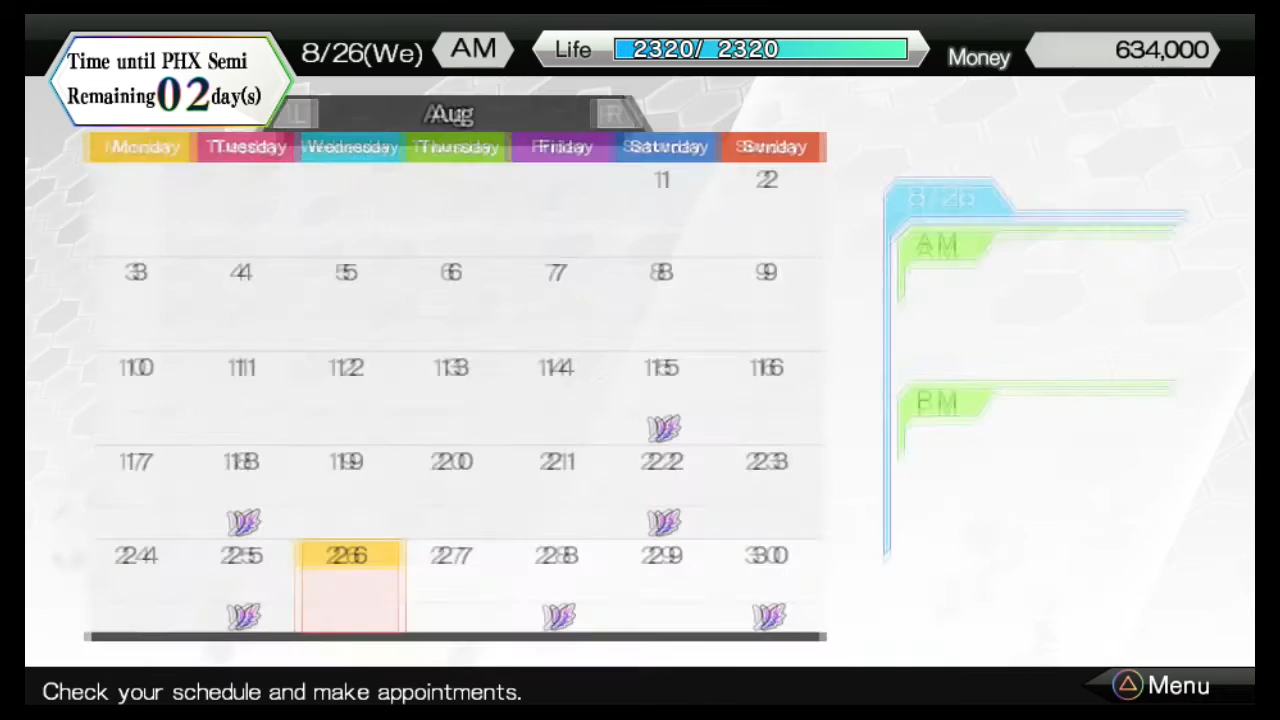 Time until PHX Semi
Remaining 02 day(s)
8/26(We) AM Life 2320/ 2320 Money 634,000
L Aug R
Monday Tuesday Wednesday Thursday Friday Saturday Sunday
1 2
3 4 5 6 7 8 9
10 11 12 13 14 15 16
17 18 19 20 21 22 23
24 25 26 27 28 29 30
8/26
AM
PM
Check your schedule and make appointments.
Menu